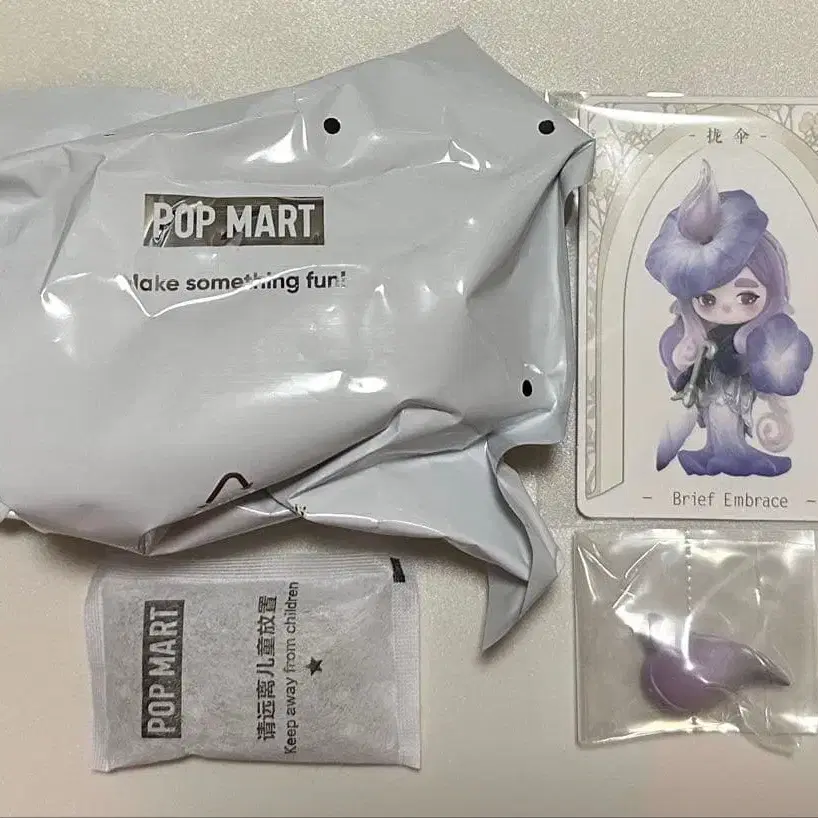 POP MART
Make something fun!
- 拢 伞 -
- Brief Embrace -
POP MART
请远离儿童放置
Keep away from children